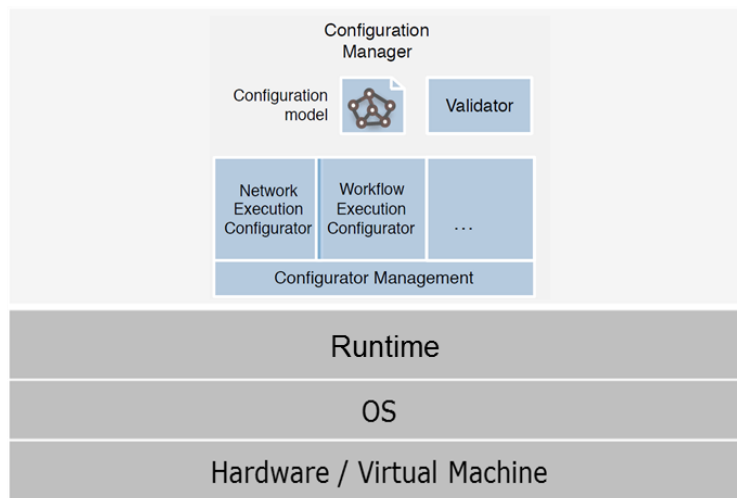 Configuration
Manager
Configuration
model
Validator
Network
Execution
Configurator
Workflow
Execution
Configurator
...
Configurator Management
Runtime
OS
Hardware / Virtual Machine